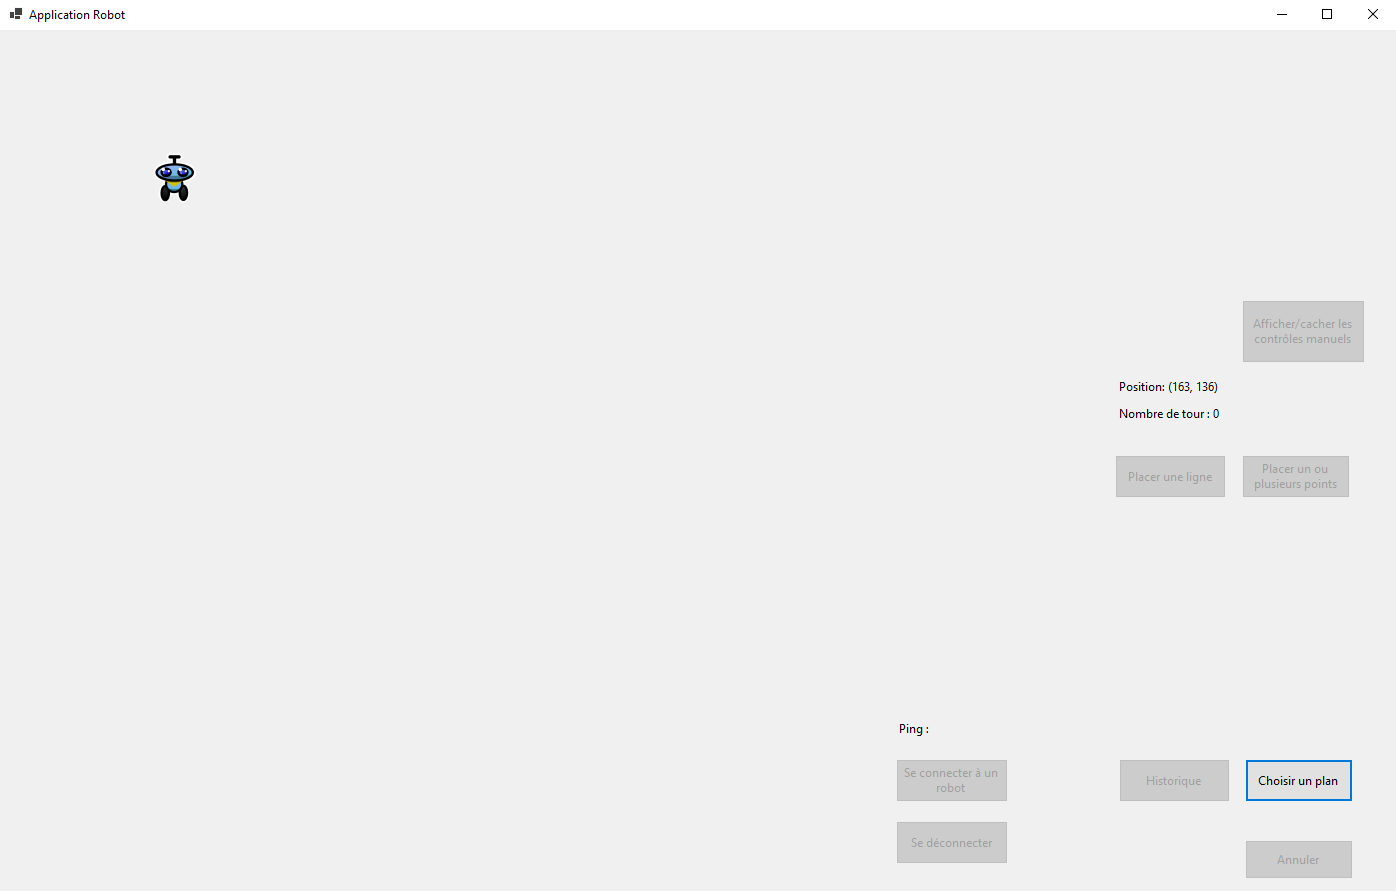 Application Robot
Afficher/cacher les
contrôles manuels
Position: (163, 136)
Nombre de tour : 0
Placer une ligne
Placer un ou
plusieurs points
Ping :
Se connecter à un
robot
Historique
Choisir un plan
Se déconnecter
Annuler